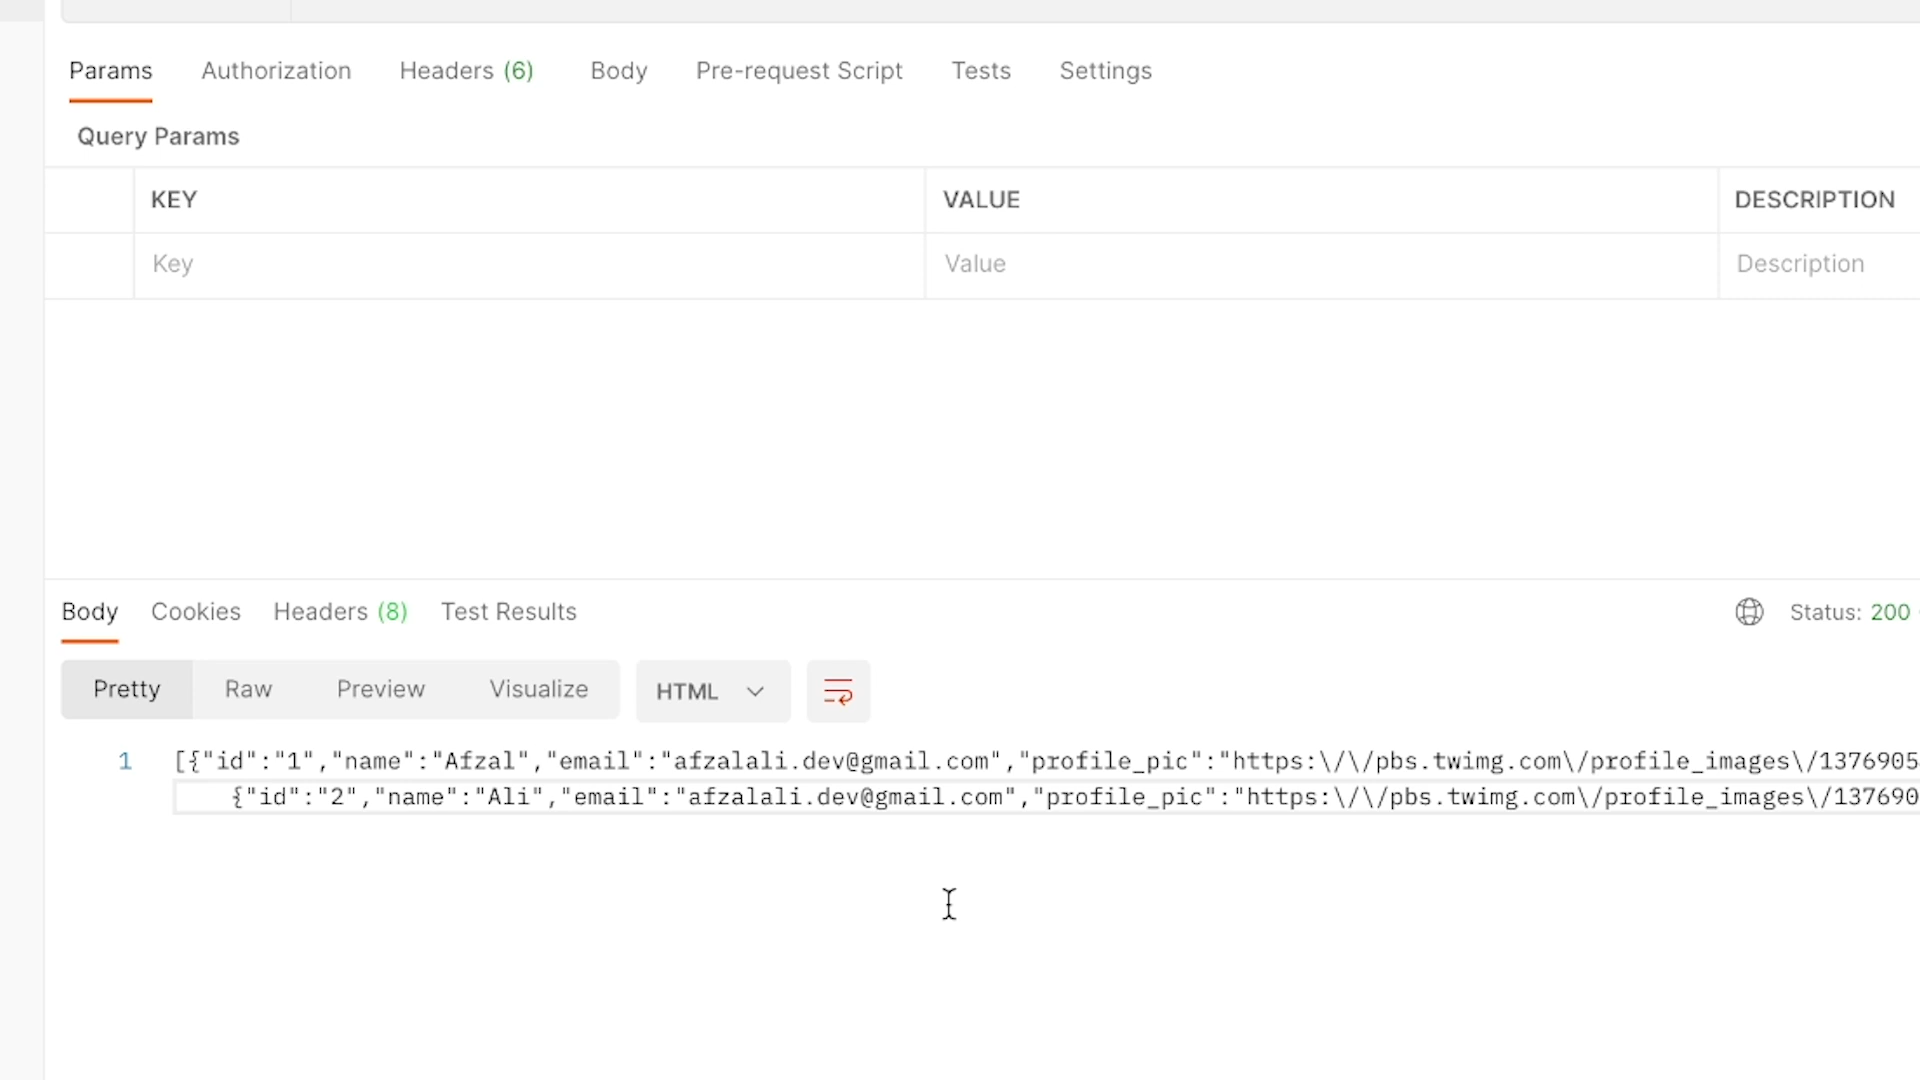 Params Authorization Headers (6) Body Pre-request Script Tests Settings
Query Params
KEY VALUE DESCRIPTION
Key Value Description
Body Cookies Headers (8) Test Results Status: 200
Pretty Raw Preview Visualize HTML
1 [{"id":"1","name":"Afzal","email":"afzalali.dev@gmail.com","profile_pic":"https:\/\/pbs.twimg.com\/profile_images\/1376905
{"id":"2","name":"Ali","email":"afzalali.dev@gmail.com","profile_pic":"https:\/\/pbs.twimg.com\/profile_images\/137690